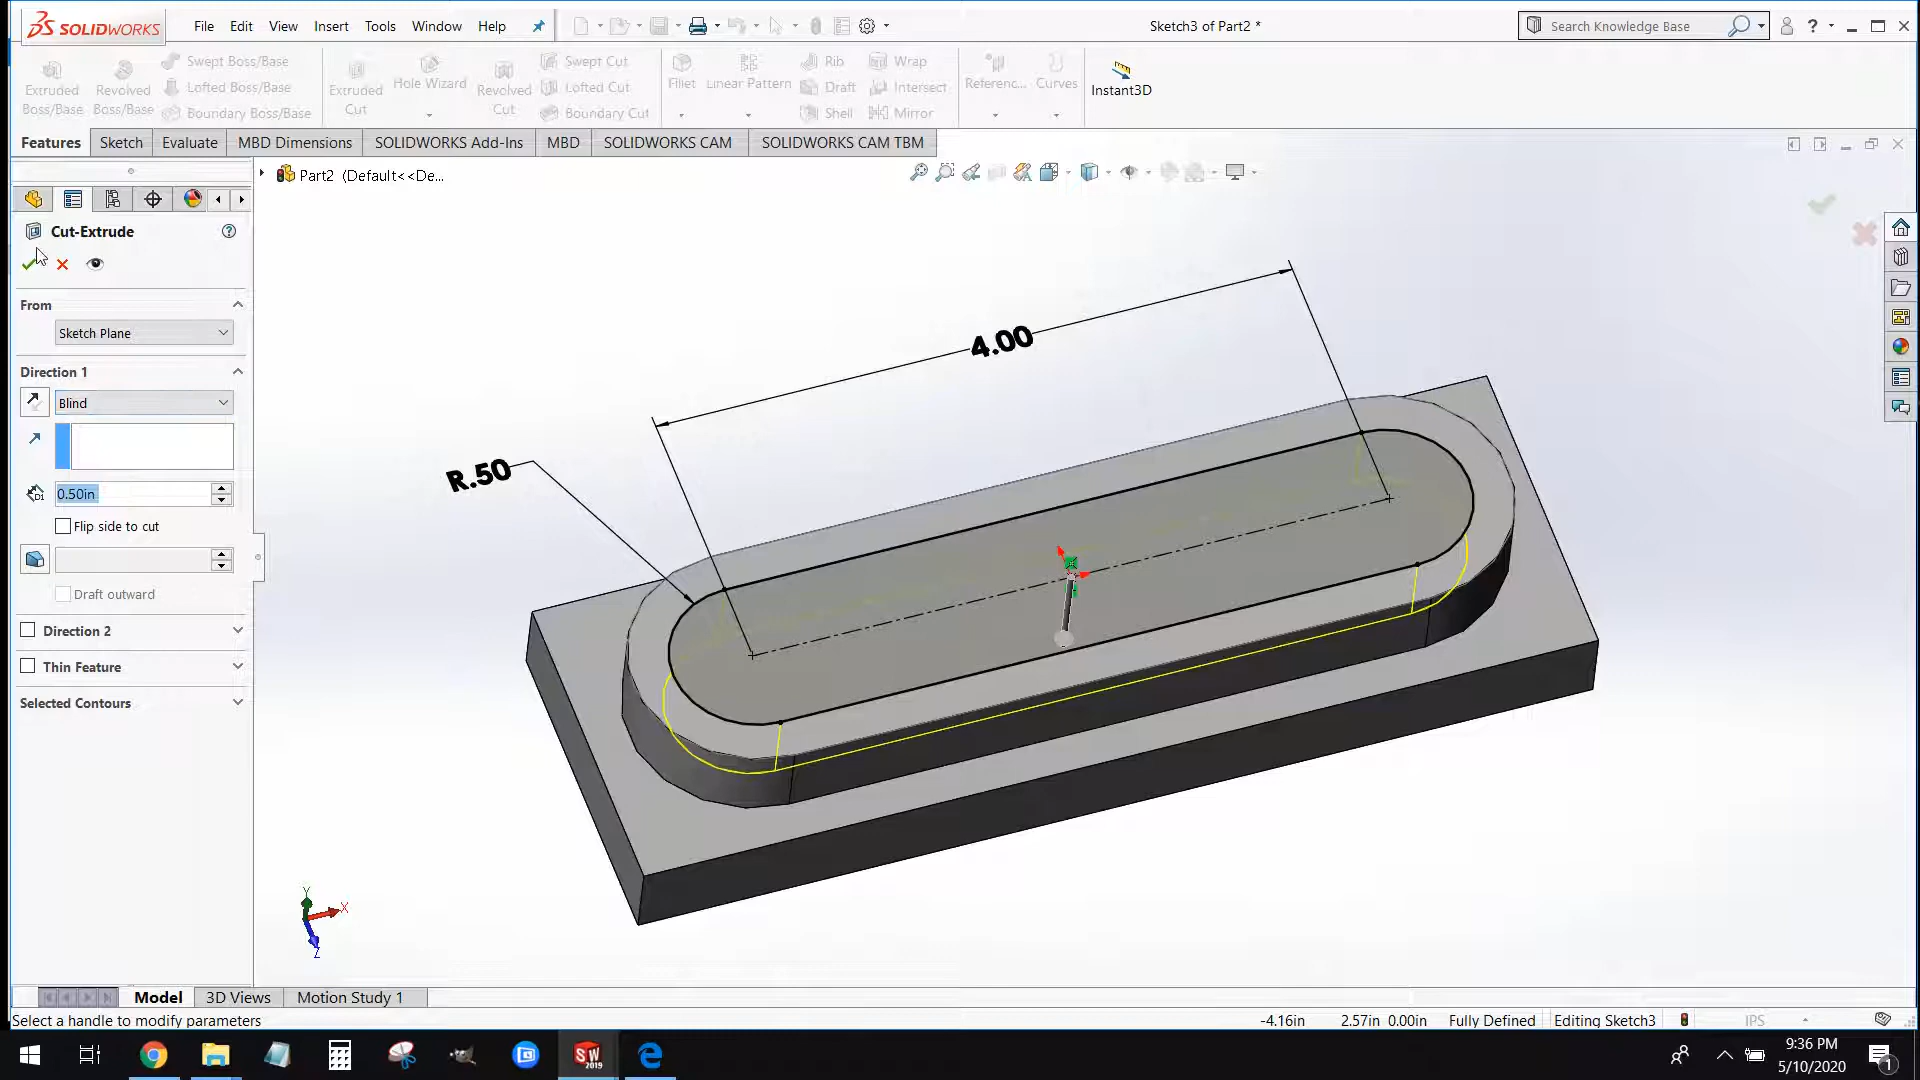 SOLIDWORKS File Edit View Insert Tools Window Help Sketch3 of Part2 * Search Knowledge Base ?
Extruded Boss/Base
Revolved Boss/Base
Swept Boss/Base
Lofted Boss/Base
Boundary Boss/Base
Extruded Cut
Hole Wizard
Revolved Cut
Swept Cut
Lofted Cut
Boundary Cut
Fillet
Linear Pattern
Rib
Draft
Shell
Wrap
Intersect
Mirror
Referenc...
Curves
Instant3D
Features Sketch Evaluate MBD Dimensions SOLIDWORKS Add-Ins MBD SOLIDWORKS CAM SOLIDWORKS CAM TBM
Part2 (Default<<De...
Cut-Extrude ?
From
Sketch Plane
Direction 1
Blind
D1 0.50in
Flip side to cut
Draft outward
Direction 2
Thin Feature
Selected Contours
4.00
R.50
Y
X
Z
Model 3D Views Motion Study 1
Select a handle to modify parameters -4.16in 2.57in 0.00in Fully Defined Editing Sketch3 IPS
SW 2019
9:36 PM
5/10/2020
1